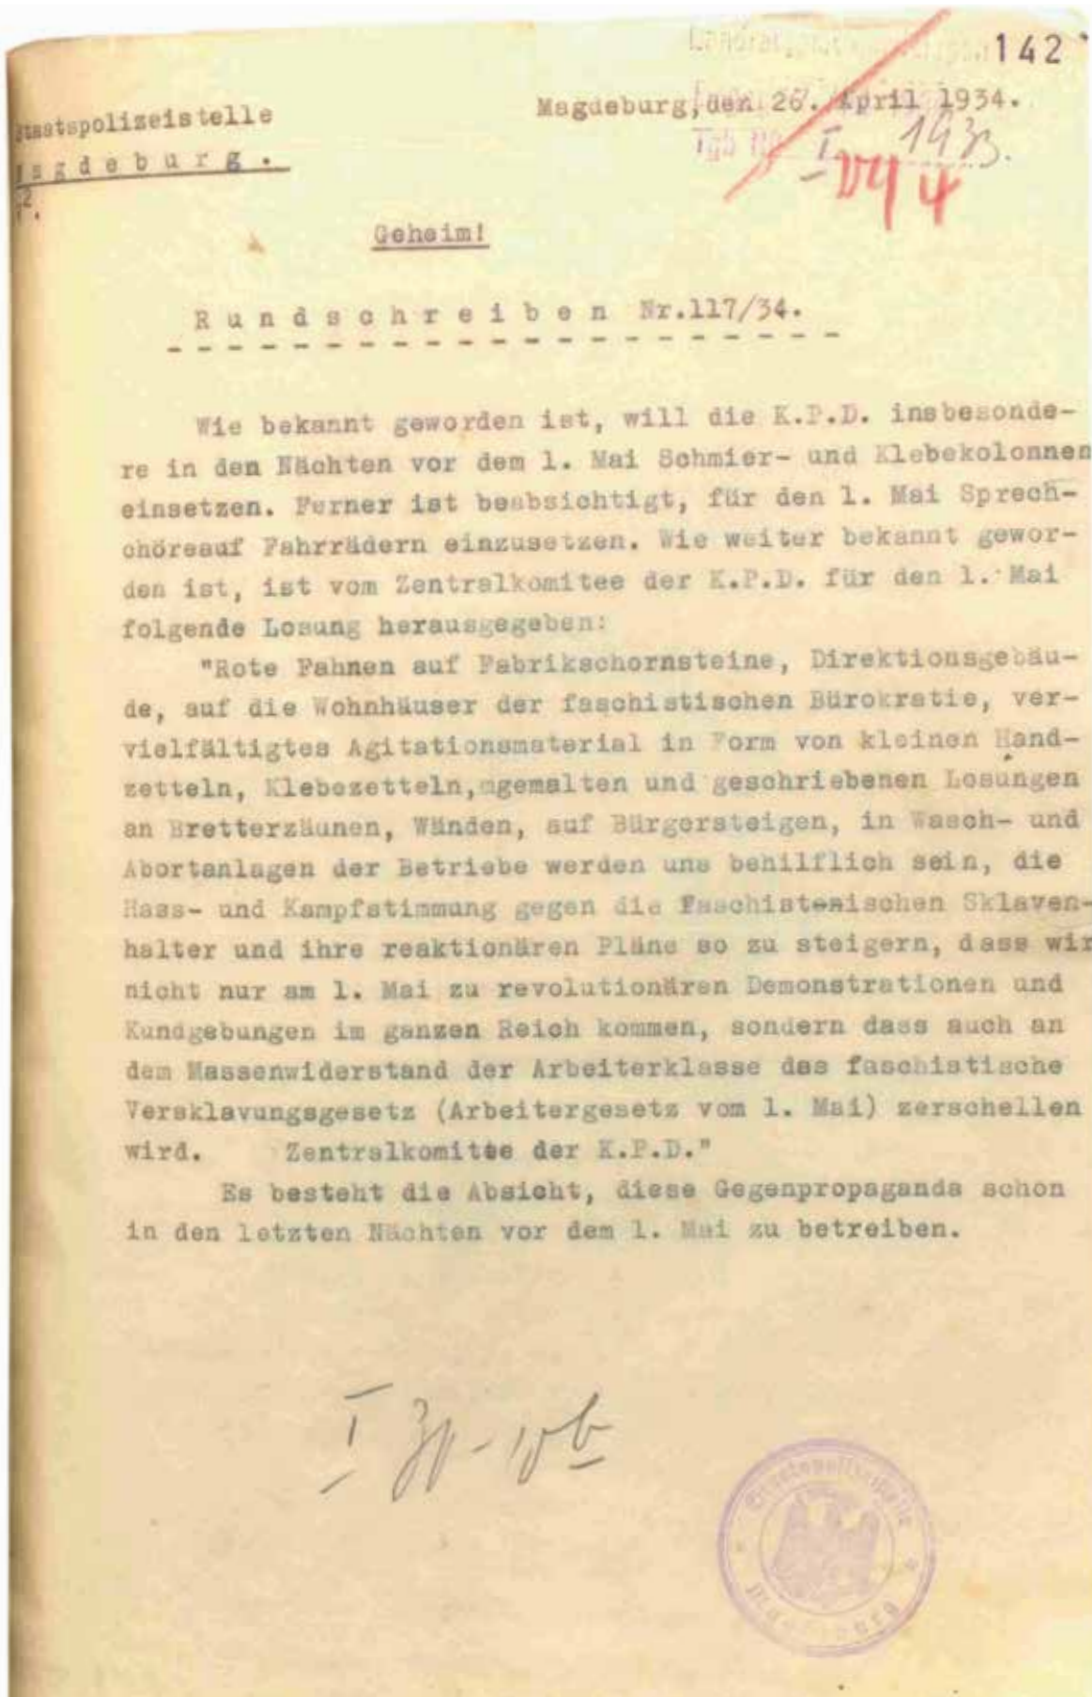 142
Magdeburg, den 26. April 1934.
Staatspolizeistelle
Magdeburg.
Tgb Nr. I 1933.
Geheim!
Rundschreiben Nr.117/34.
Wie bekannt geworden ist, will die K.P.D. insbesonde-
re in den Nächten vor dem 1. Mai Schmier- und Klebekolonnen
einsetzen. Ferner ist beabsichtigt, für den 1. Mai Sprech-
chöreauf Fahrrädern einzusetzen. Wie weiter bekannt gewor-
den ist, ist vom Zentralkomitee der K.P.D. für den 1. Mai
folgende Losung herausgegeben:
"Rote Fahnen auf Fabrikschornsteine, Direktionsgebäu-
de, auf die Wohnhäuser der faschistischen Bürokratie, ver-
vielfältigtes Agitationsmaterial in Form von kleinen Hand-
zetteln, Klebezetteln, gemalten und geschriebenen Losungen
an Bretterzäunen, Wänden, auf Bürgersteigen, in Wasch- und
Abortanlagen der Betriebe werden uns behilflich sein, die
Hass- und Kampfstimmung gegen die faschistischen Sklaven-
halter und ihre reaktionären Pläne so zu steigern, dass wir
nicht nur am 1. Mai zu revolutionären Demonstrationen und
Kundgebungen im ganzen Reich kommen, sondern dass auch an
dem Massenwiderstand der Arbeiterklasse das faschistische
Versklavungsgesetz (Arbeitergesetz vom 1. Mai) zerschellen
wird. Zentralkomitee der K.P.D."
Es besteht die Absicht, diese Gegenpropaganda schon
in den letzten Nächten vor dem 1. Mai zu betreiben.
Staatspolizeistelle
Magdeburg